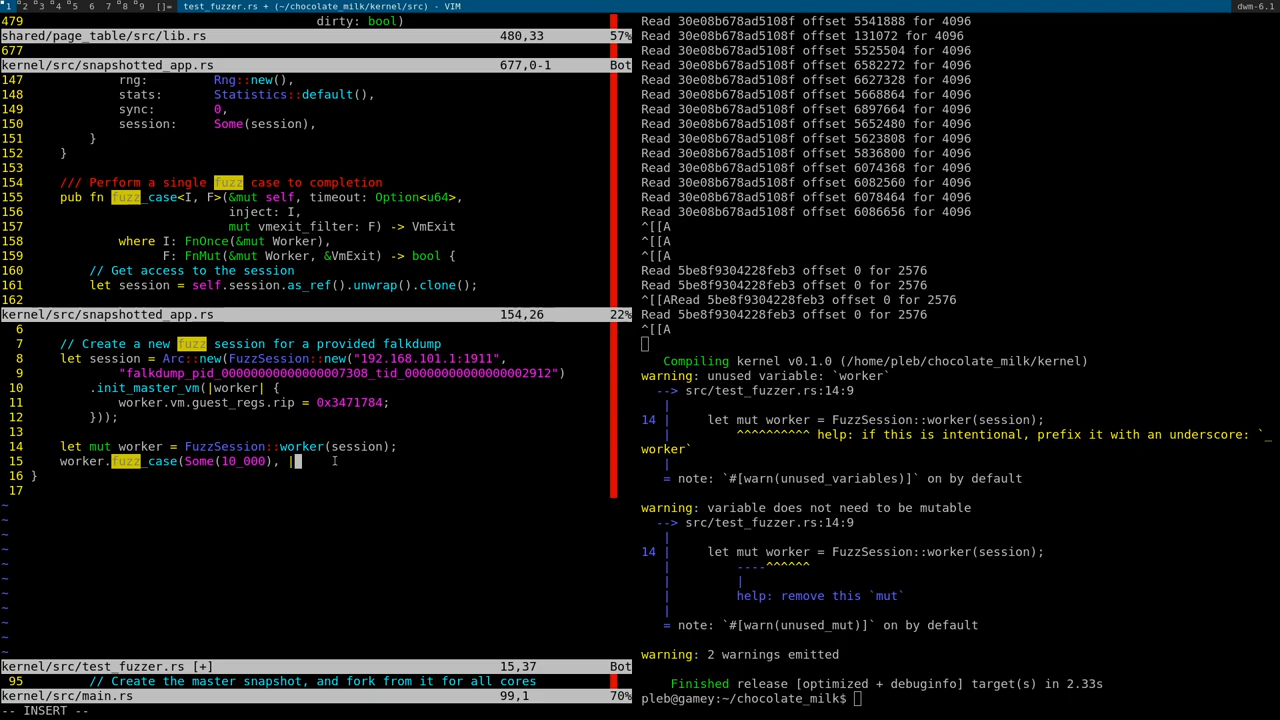 1 2 3 4 5 6 7 8 9 []= test_fuzzer.rs + (~/chocolate_milk/kernel/src) - VIM dwm-6.1
479 dirty: bool)
shared/page_table/src/lib.rs 480,33 57%
677
kernel/src/snapshotted_app.rs 677,0-1 Bot
147 rng: Rng::new(),
148 stats: Statistics::default(),
149 sync: 0,
150 session: Some(session),
151 }
152 }
153
154 /// Perform a single fuzz case to completion
155 pub fn fuzz_case<I, F>(&mut self, timeout: Option<u64>,
156 inject: I,
157 mut vmexit_filter: F) -> VmExit
158 where I: FnOnce(&mut Worker),
159 F: FnMut(&mut Worker, &VmExit) -> bool {
160 // Get access to the session
161 let session = self.session.as_ref().unwrap().clone();
162
kernel/src/snapshotted_app.rs 154,26 22%
6
7 // Create a new fuzz session for a provided falkdump
8 let session = Arc::new(FuzzSession::new("192.168.101.1:1911",
9 "falkdump_pid_00000000000000007308_tid_00000000000000002912")
10 .init_master_vm(|worker| {
11 worker.vm.guest_regs.rip = 0x3471784;
12 }));
13
14 let mut worker = FuzzSession::worker(session);
15 worker.fuzz_case(Some(10_000), |
16 }
17
~
~
~
~
~
~
~
~
~
~
~
kernel/src/test_fuzzer.rs [+] 15,37 Bot
95 // Create the master snapshot, and fork from it for all cores
kernel/src/main.rs 99,1 70%
-- INSERT --
Read 30e08b678ad5108f offset 5541888 for 4096
Read 30e08b678ad5108f offset 131072 for 4096
Read 30e08b678ad5108f offset 5525504 for 4096
Read 30e08b678ad5108f offset 6582272 for 4096
Read 30e08b678ad5108f offset 6627328 for 4096
Read 30e08b678ad5108f offset 5668864 for 4096
Read 30e08b678ad5108f offset 6897664 for 4096
Read 30e08b678ad5108f offset 5652480 for 4096
Read 30e08b678ad5108f offset 5623808 for 4096
Read 30e08b678ad5108f offset 5836800 for 4096
Read 30e08b678ad5108f offset 6074368 for 4096
Read 30e08b678ad5108f offset 6082560 for 4096
Read 30e08b678ad5108f offset 6078464 for 4096
Read 30e08b678ad5108f offset 6086656 for 4096
^[[A
^[[A
^[[A
Read 5be8f9304228feb3 offset 0 for 2576
Read 5be8f9304228feb3 offset 0 for 2576
^[[ARead 5be8f9304228feb3 offset 0 for 2576
Read 5be8f9304228feb3 offset 0 for 2576
^[[A
Compiling kernel v0.1.0 (/home/pleb/chocolate_milk/kernel)
warning: unused variable: `worker`
--> src/test_fuzzer.rs:14:9
|
14 | let mut worker = FuzzSession::worker(session);
| ^^^^^^^^^^ help: if this is intentional, prefix it with an underscore: `_
worker`
|
= note: `#[warn(unused_variables)]` on by default
warning: variable does not need to be mutable
--> src/test_fuzzer.rs:14:9
|
14 | let mut worker = FuzzSession::worker(session);
| ----^^^^^^
| |
| help: remove this `mut`
|
= note: `#[warn(unused_mut)]` on by default
warning: 2 warnings emitted
Finished release [optimized + debuginfo] target(s) in 2.33s
pleb@gamey:~/chocolate_milk$